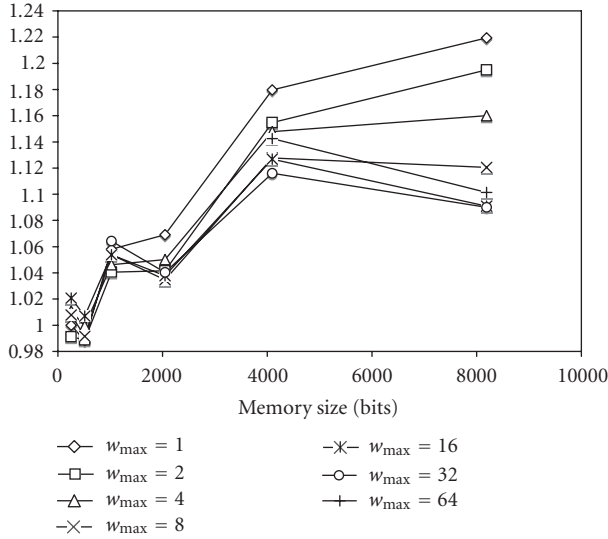 1.24
1.22
1.2
1.18
1.16
1.14
1.12
1.1
1.08
1.06
1.04
1.02
1
0.98
0 2000 4000 6000 8000 10000
Memory size (bits)
wmax = 1
wmax = 2
wmax = 4
wmax = 8
wmax = 16
wmax = 32
wmax = 64